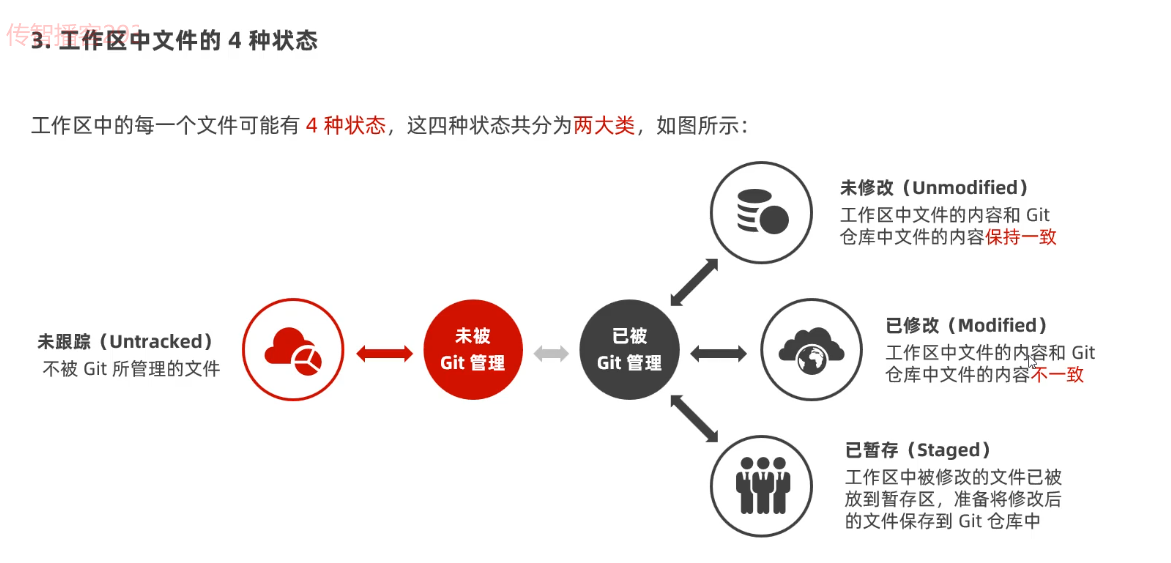 3. 工作区中文件的 4 种状态
工作区中的每一个文件可能有 4 种状态，这四种状态共分为两大类，如图所示：
未跟踪（Untracked）
不被 Git 所管理的文件
未被
Git 管理
已被
Git 管理
未修改（Unmodified）
工作区中文件的内容和 Git
仓库中文件的内容保持一致
已修改（Modified）
工作区中文件的内容和 Git
仓库中文件的内容不一致
已暂存（Staged）
工作区中被修改的文件已被
放到暂存区，准备将修改后
的文件保存到 Git 仓库中
传智播客